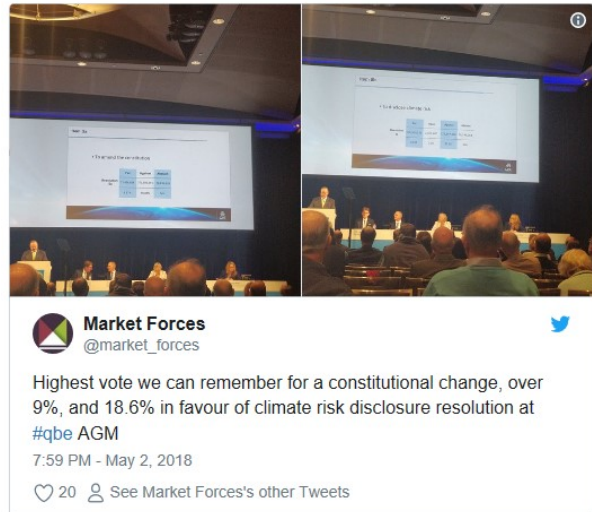 Market Forces
@market_forces
Highest vote we can remember for a constitutional change, over
9%, and 18.6% in favour of climate risk disclosure resolution at
#qbe AGM
7:59 PM - May 2, 2018
20 See Market Forces's other Tweets